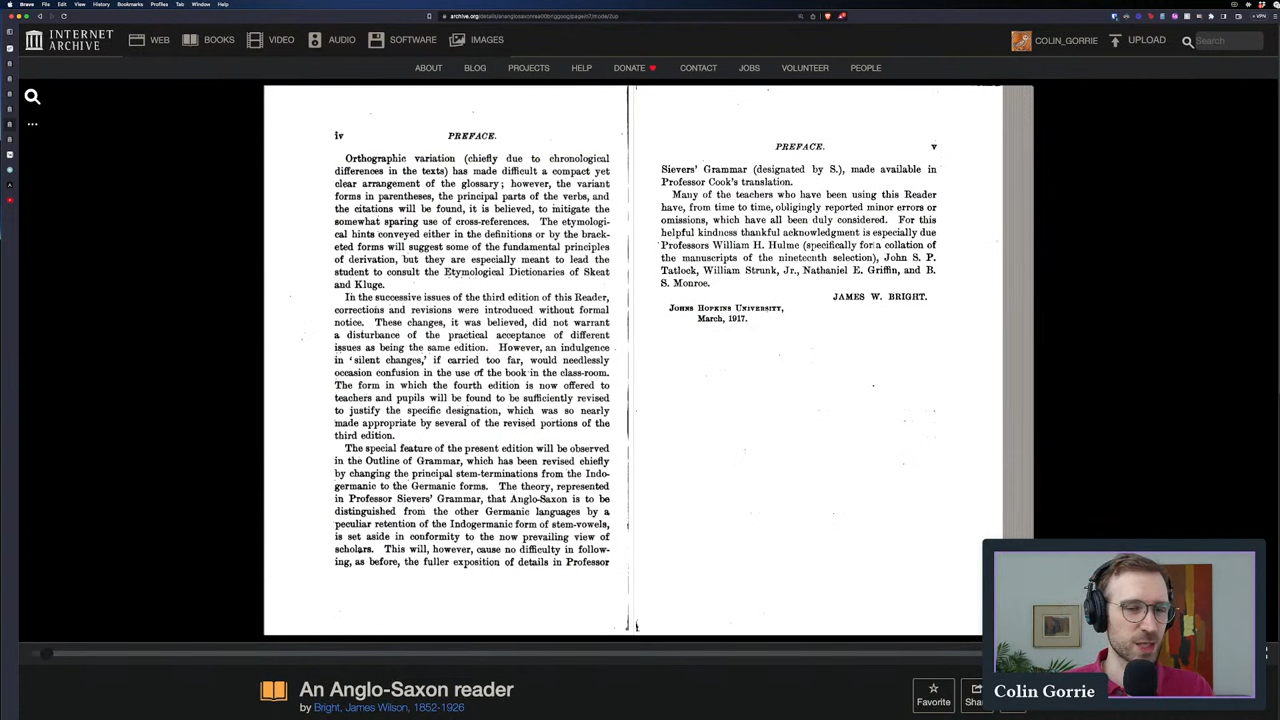 Brave File Edit View History Bookmarks Profiles Tab Window Help
archive.org/details/ananglosaxonrea00briggoog/page/n7/mode/2up
VPN
INTERNET ARCHIVE
WEB BOOKS VIDEO AUDIO SOFTWARE IMAGES
COLIN_GORRIE UPLOAD Search
ABOUT BLOG PROJECTS HELP DONATE CONTACT JOBS VOLUNTEER PEOPLE
iv PREFACE.
Orthographic variation (chiefly due to chronological
differences in the texts) has made difficult a compact yet
clear arrangement of the glossary; however, the variant
forms in parentheses, the principal parts of the verbs, and
the citations will be found, it is believed, to mitigate the
somewhat sparing use of cross-references. The etymologi-
cal hints conveyed either in the definitions or by the brack-
eted forms will suggest some of the fundamental principles
of derivation, but they are especially meant to lead the
student to consult the Etymological Dictionaries of Skeat
and Kluge.
In the successive issues of the third edition of this Reader,
corrections and revisions were introduced without formal
notice. These changes, it was believed, did not warrant
a disturbance of the practical acceptance of different
issues as being the same edition. However, an indulgence
in ‘silent changes,’ if carried too far, would needlessly
occasion confusion in the use of the book in the class-room.
The form in which the fourth edition is now offered to
teachers and pupils will be found to be sufficiently revised
to justify the specific designation, which was so nearly
made appropriate by several of the revised portions of the
third edition.
The special feature of the present edition will be observed
in the Outline of Grammar, which has been revised chiefly
by changing the principal stem-terminations from the Indo-
germanic to the Germanic forms. The theory, represented
in Professor Sievers’ Grammar, that Anglo-Saxon is to be
distinguished from the other Germanic languages by a
peculiar retention of the Indogermanic form of stem-vowels,
is set aside in conformity to the now prevailing view of
scholars. This will, however, cause no difficulty in follow-
ing, as before, the fuller exposition of details in Professor
PREFACE. v
Sievers’ Grammar (designated by S.), made available in
Professor Cook’s translation.
Many of the teachers who have been using this Reader
have, from time to time, obligingly reported minor errors or
omissions, which have all been duly considered. For this
helpful kindness thankful acknowledgment is especially due
Professors William H. Hulme (specifically for a collation of
the manuscripts of the nineteenth selection), John S. P.
Tatlock, William Strunk, Jr., Nathaniel E. Griffin, and B.
S. Monroe.
JAMES W. BRIGHT.
JOHNS HOPKINS UNIVERSITY,
March, 1917.
An Anglo-Saxon reader
by Bright, James Wilson, 1852-1926
Favorite
Colin Gorrie